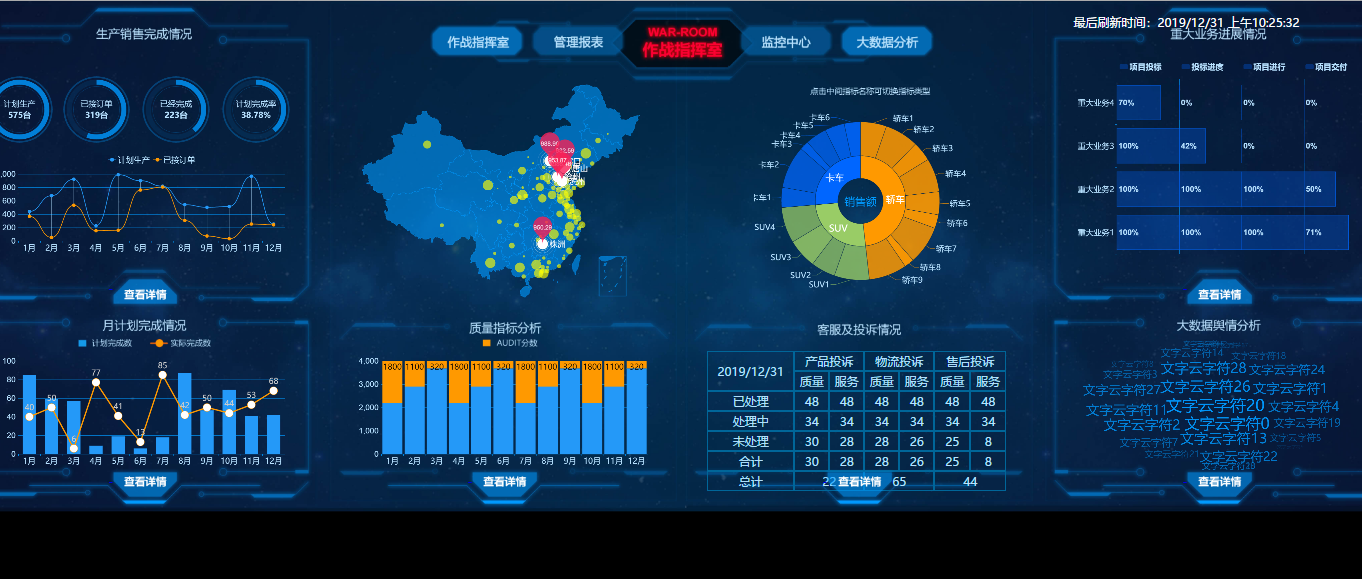 最后刷新时间：2019/12/31 上午10:25:32
生产销售完成情况
作战指挥室
管理报表
WAR-ROOM
作战指挥室
监控中心
大数据分析
重大业务进展情况
计划生产
575台
已接订单
319台
已经完成
223台
计划完成率
38.78%
计划生产 已接订单
1,000
800
600
400
200
0
1月 2月 3月 4月 5月 6月 7月 8月 9月 10月 11月 12月
查看详情
950.29
株洲
点击中间指标名称可切换指标类型
销售额
轿车
卡车
SUV
轿车1
轿车2
轿车3
轿车4
轿车5
轿车6
轿车7
轿车8
轿车9
SUV1
SUV2
SUV3
SUV4
卡车1
卡车2
卡车3
卡车4
卡车5
卡车6
项目投标 投标进度 项目进行 项目交付
重大业务4 70% 0% 0% 0%
重大业务3 100% 42% 0% 0%
重大业务2 100% 100% 100% 50%
重大业务1 100% 100% 100% 71%
查看详情
月计划完成情况
计划完成数 实际完成数
100
80
60
40
20
0
40 50 6 77 41 13 85 42 50 44 53 68
1月 2月 3月 4月 5月 6月 7月 8月 9月 10月 11月 12月
查看详情
质量指标分析
AUDIT分数
4,000
3,000
2,000
1,000
0
1800 1100 320 1800 1100 320 1800 1100 320 1800 1100 320
1月 2月 3月 4月 5月 6月 7月 8月 9月 10月 11月 12月
查看详情
客服及投诉情况
2019/12/31 产品投诉 物流投诉 售后投诉
质量 服务 质量 服务 质量 服务
已处理 48 48 48 48 48 48
处理中 34 34 34 34 34 34
未处理 30 28 28 26 25 8
合计 30 28 28 26 25 8
总计 22 65 44
查看详情
大数据舆情分析
文字云字符14 文字云字符18
文字云字符28 文字云字符24
文字云字符3
文字云字符27 文字云字符26 文字云字符1
文字云字符11 文字云字符20 文字云字符4
文字云字符2 文字云字符0 文字云字符19
文字云字符7 文字云字符13 文字云字符5
文字云字符21 文字云字符22
查看详情